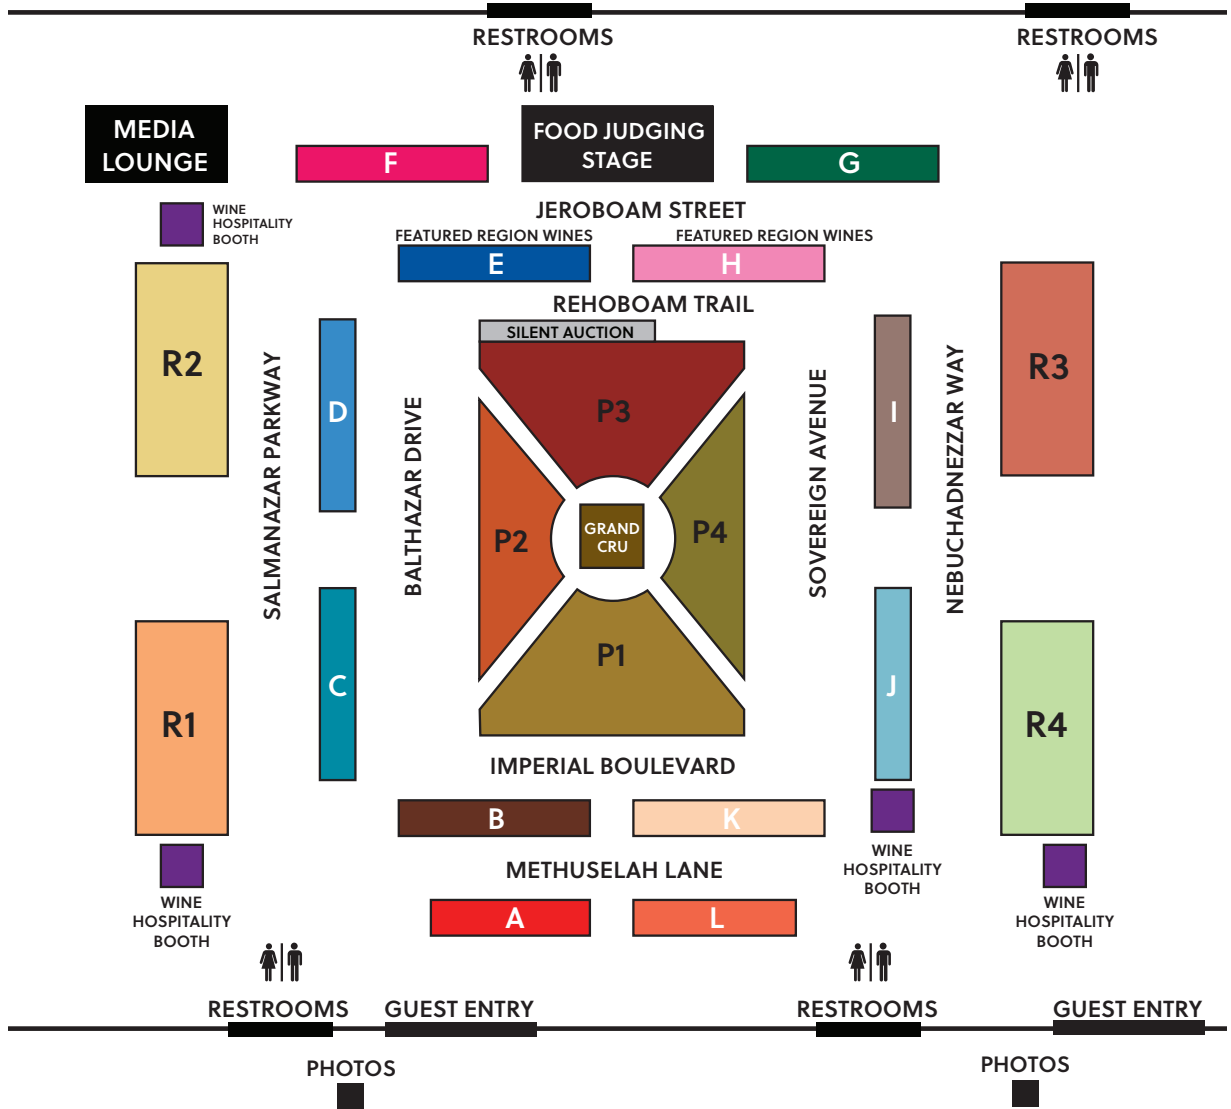 RESTROOMS
RESTROOMS
MEDIA
LOUNGE
F
FOOD JUDGING
STAGE
G
WINE
HOSPITALITY
BOOTH
JEROBOAM STREET
FEATURED REGION WINES
FEATURED REGION WINES
E
H
REHOBOAM TRAIL
SILENT AUCTION
R2
SALMANAZAR PARKWAY
D
BALTHAZAR DRIVE
P3
P2
GRAND
CRU
P4
P1
SOVEREIGN AVENUE
I
NEBUCHADNEZZAR WAY
R3
R1
C
J
R4
IMPERIAL BOULEVARD
B
K
METHUSELAH LANE
WINE
HOSPITALITY
BOOTH
A
L
WINE
HOSPITALITY
BOOTH
WINE
HOSPITALITY
BOOTH
RESTROOMS
GUEST ENTRY
RESTROOMS
GUEST ENTRY
PHOTOS
PHOTOS